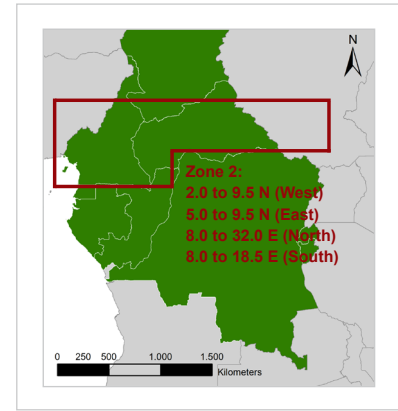 N
Zone 2:
2.0 to 9.5 N (West)
5.0 to 9.5 N (East)
8.0 to 32.0 E (North)
8.0 to 18.5 E (South)
0 250 500 1.000 1.500
Kilometers